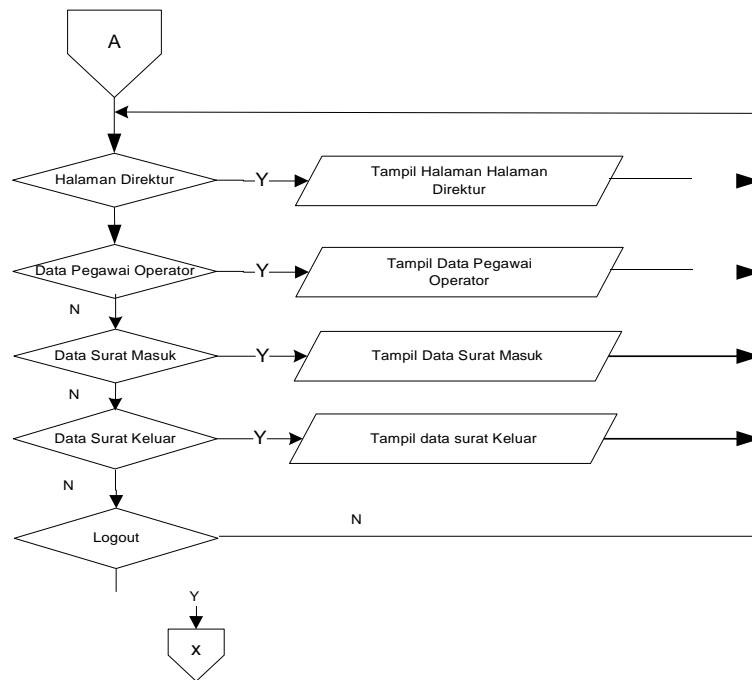 A
Halaman Direktur
Y
Tampil Halaman Halaman
Direktur
Data Pegawai Operator
Y
Tampil Data Pegawai
Operator
N
Data Surat Masuk
Y
Tampil Data Surat Masuk
N
Data Surat Keluar
Y
Tampil data surat Keluar
N
Logout
N
Y
x